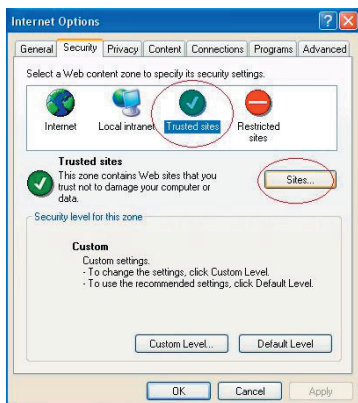 Internet Options
General Security Privacy Content Connections Programs Advanced
Select a Web content zone to specify its security settings.
Internet Local intranet Trusted sites Restricted sites
Trusted sites
This zone contains Web sites that you
trust not to damage your computer or
data.
Sites...
Security level for this zone
Custom
Custom settings.
- To change the settings, click Custom Level.
- To use the recommended settings, click Default Level.
Custom Level... Default Level
OK Cancel Apply